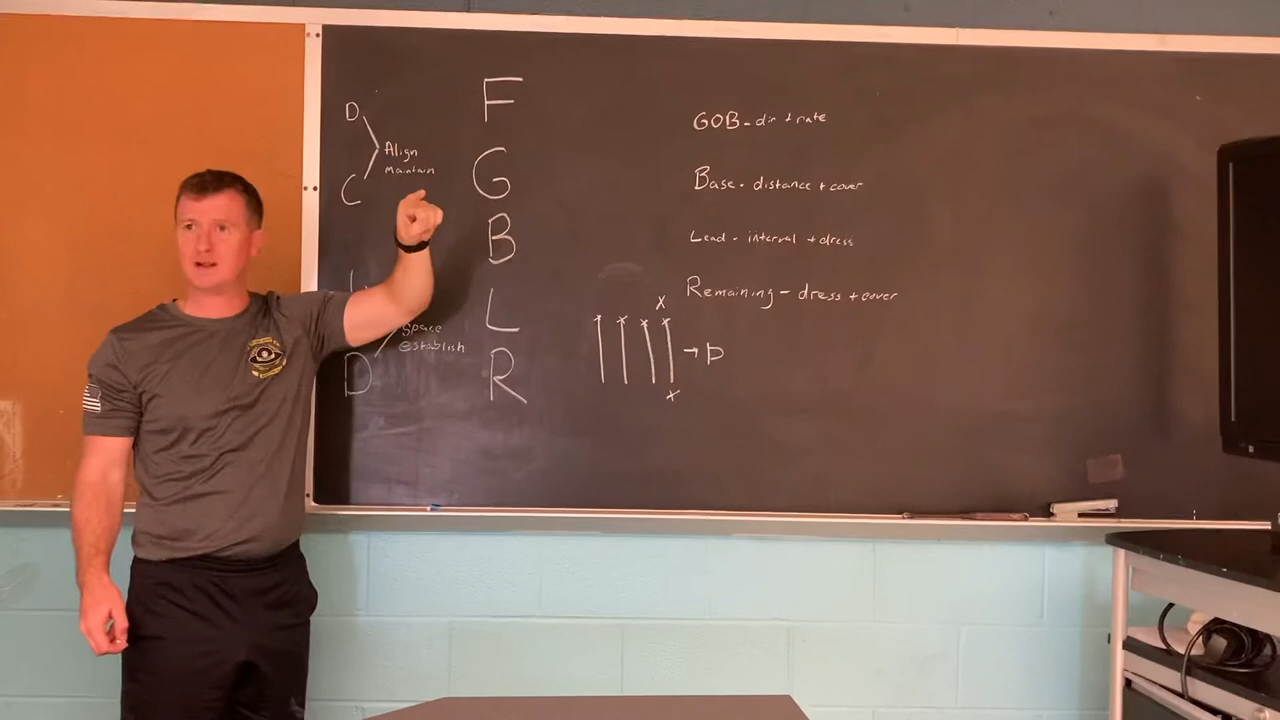 D
C
Align
Maintain
I
D
Space
establish
F
G
B
L
R
GOB - dir + rate
Base - distance + cover
Lead - interval + dress
Remaining - dress + cover
X
x x x x
→ D
x